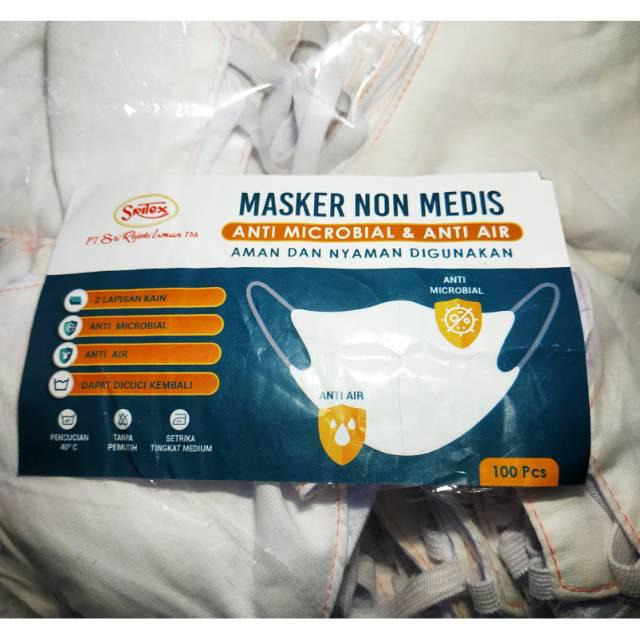 SRITEX
PT Sri Rejeki Isman Tbk
MASKER NON MEDIS
ANTI MICROBIAL & ANTI AIR
AMAN DAN NYAMAN DIGUNAKAN
2 LAPISAN KAIN
ANTI MICROBIAL
ANTI AIR
DAPAT DICUCI KEMBALI
PENCUCIAN
40° C
TANPA
PEMUTIH
SETRIKA
TINGKAT MEDIUM
ANTI
MICROBIAL
ANTI AIR
100 Pcs